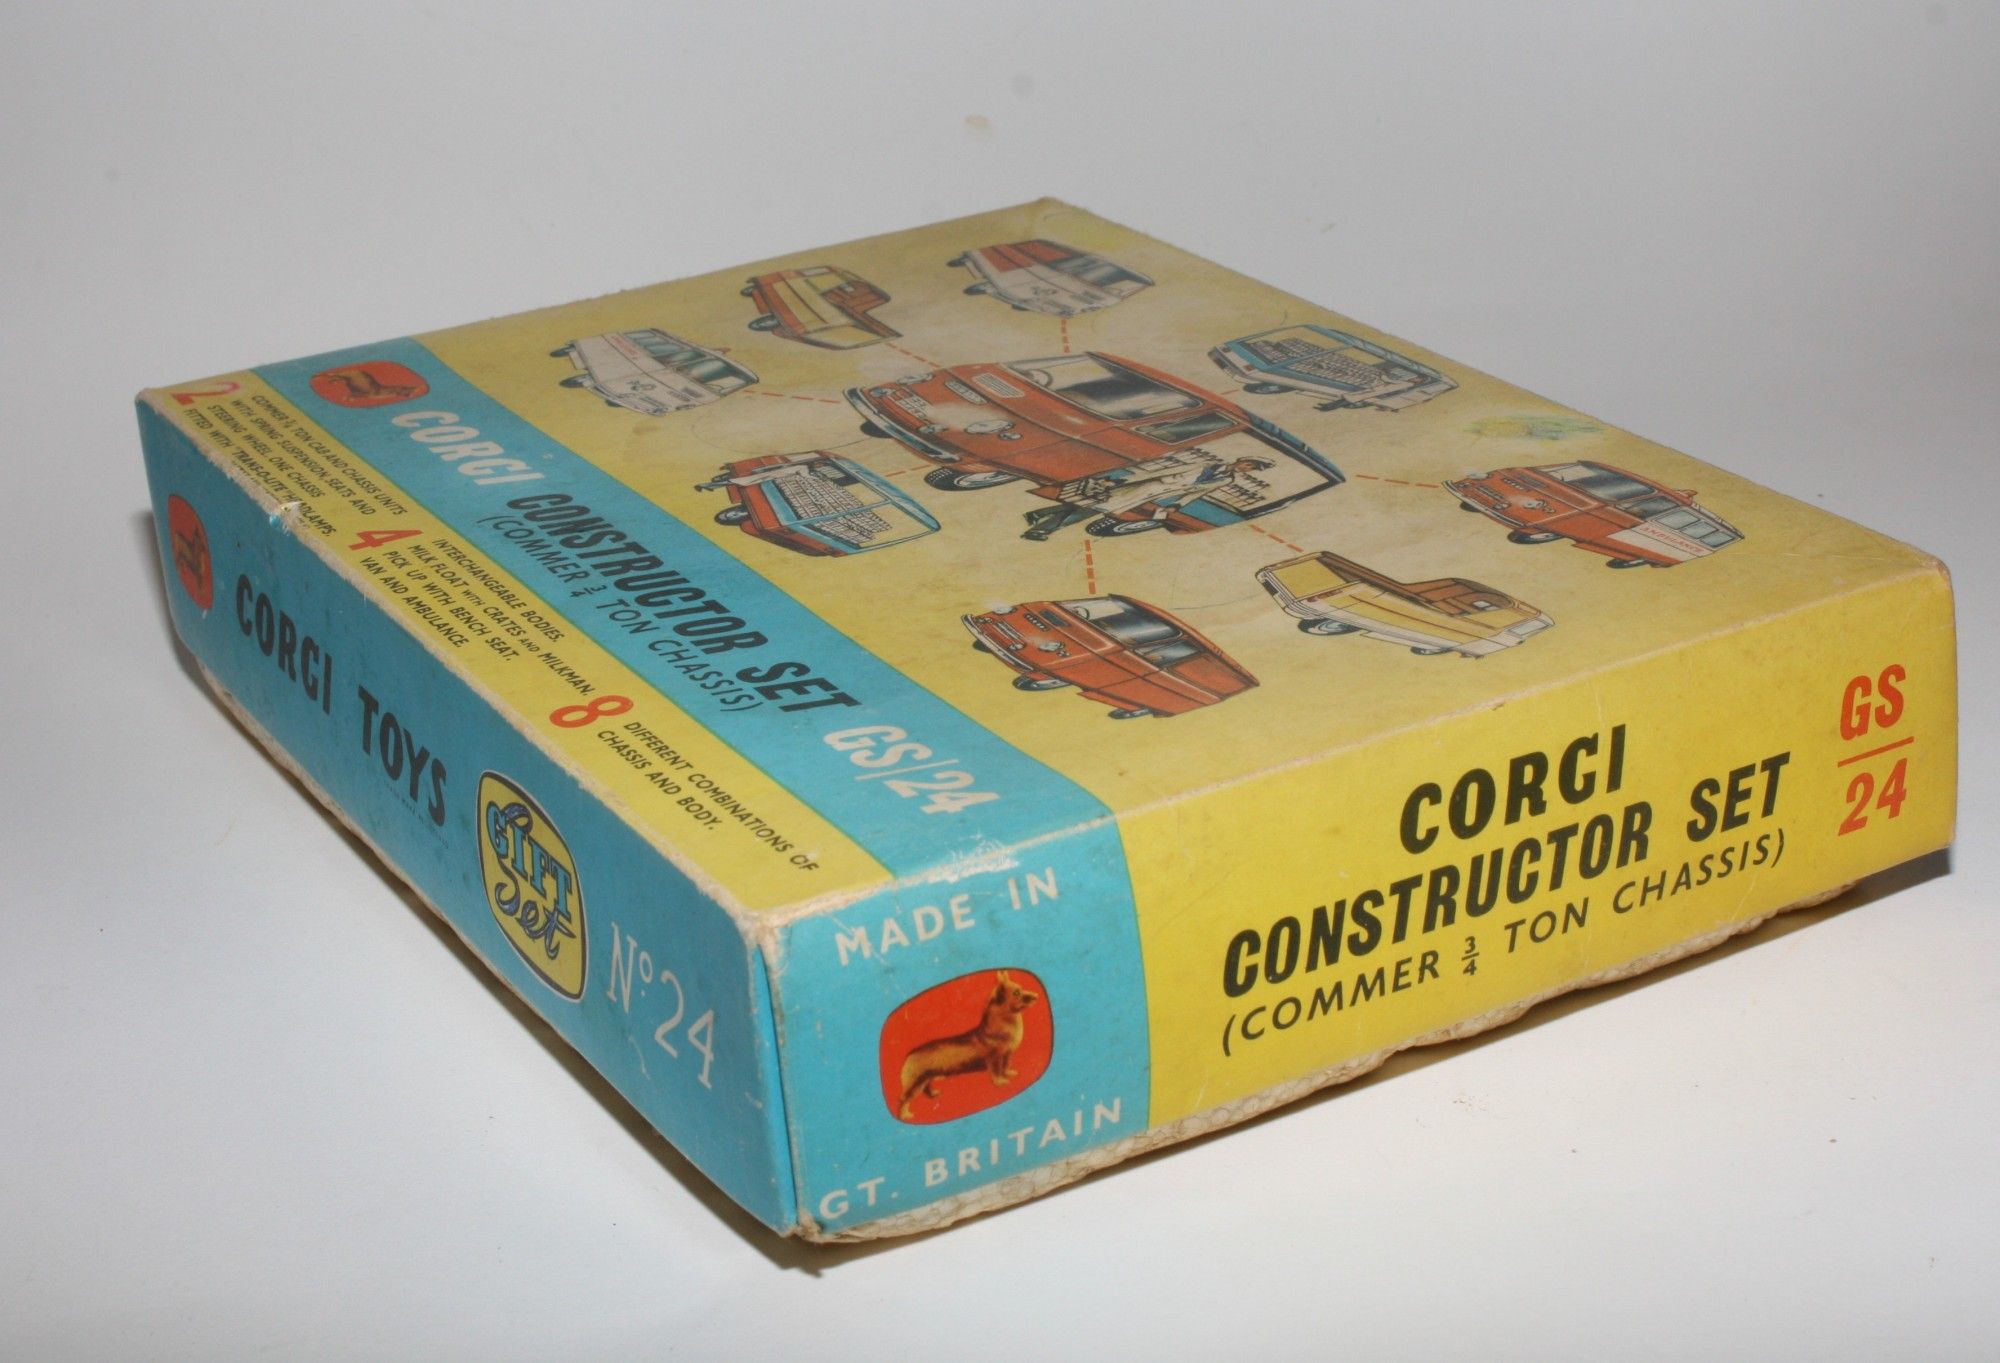 CORGI CONSTRUCTOR SET GS/24
(COMMER 3/4 TON CHASSIS)
2
COMMER 3/4 TON CAB AND CHASSIS UNITS
WITH SPRING SUSPENSION, SEATS AND
STEERING WHEEL. ONE CHASSIS
FITTED WITH "TRANS-O-LITE" HEADLAMPS.
4
INTERCHANGEABLE BODIES.
MILK FLOAT WITH CRATES AND MILKMAN.
PICK UP WITH BENCH SEAT.
VAN AND AMBULANCE.
8
DIFFERENT COMBINATIONS OF
CHASSIS AND BODY.
AMBULANCE
CORGI TOYS
GIFT
Set
No. 24
MADE IN
GT. BRITAIN
CORGI
CONSTRUCTOR SET
(COMMER 3/4 TON CHASSIS)
GS
24